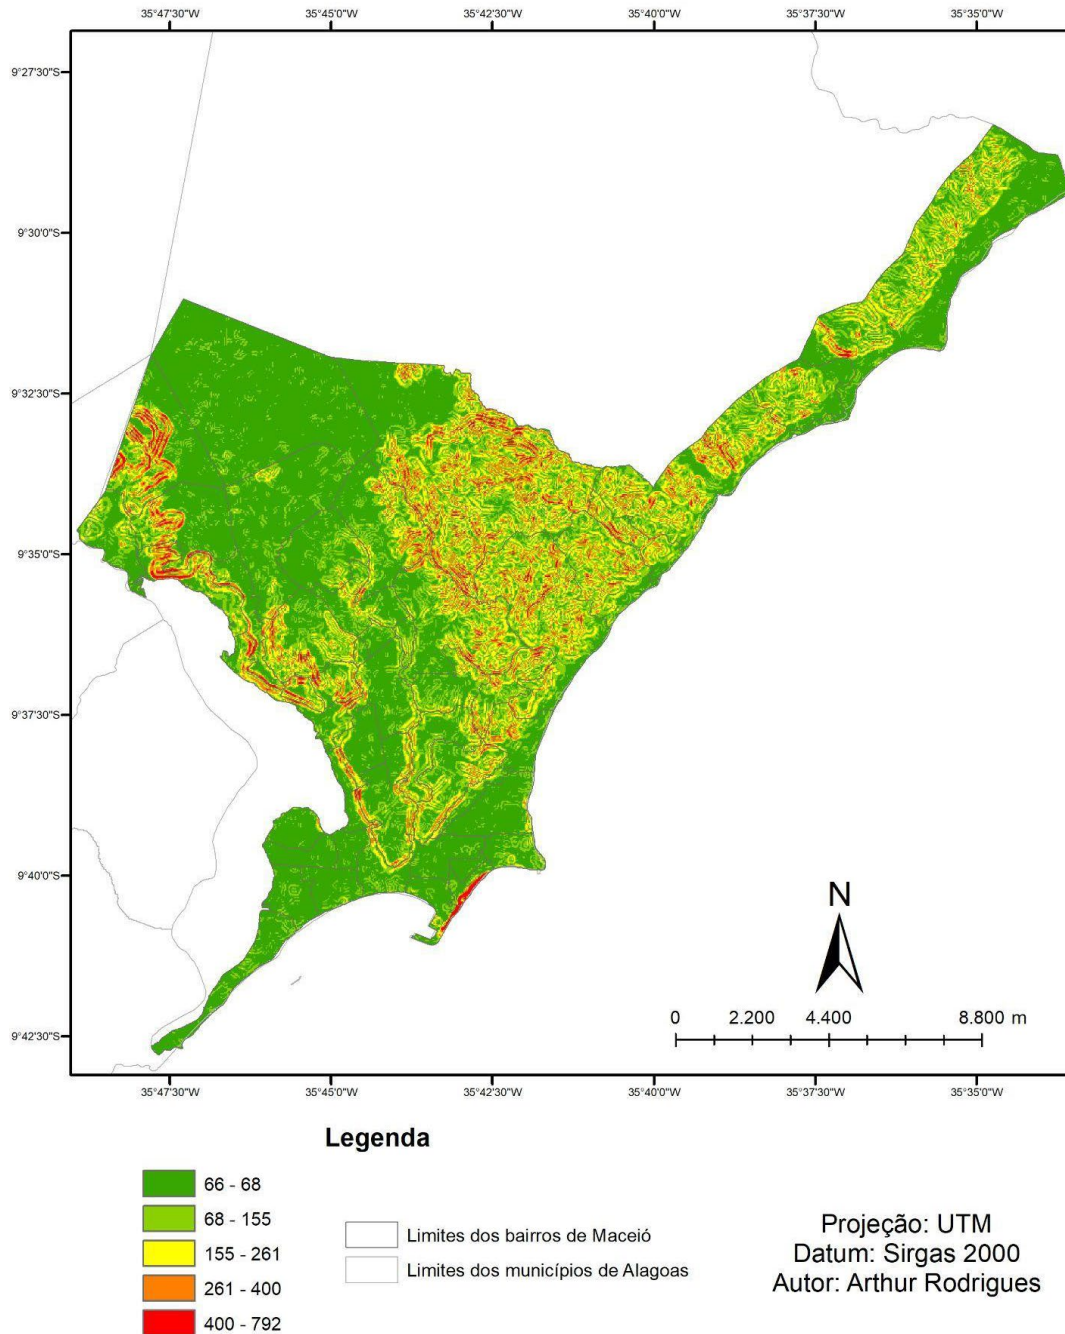 35°47'30"W 35°45'0"W 35°42'30"W 35°40'0"W 35°37'30"W 35°35'0"W
9°27'30"S
9°30'0"S
9°32'30"S
9°35'0"S
9°37'30"S
9°40'0"S
9°42'30"S
N
0 2.200 4.400 8.800 m
35°47'30"W 35°45'0"W 35°42'30"W 35°40'0"W 35°37'30"W 35°35'0"W
Legenda
66 - 68
68 - 155
155 - 261
261 - 400
400 - 792
Limites dos bairros de Maceió
Limites dos municípios de Alagoas
Projeção: UTM
Datum: Sirgas 2000
Autor: Arthur Rodrigues